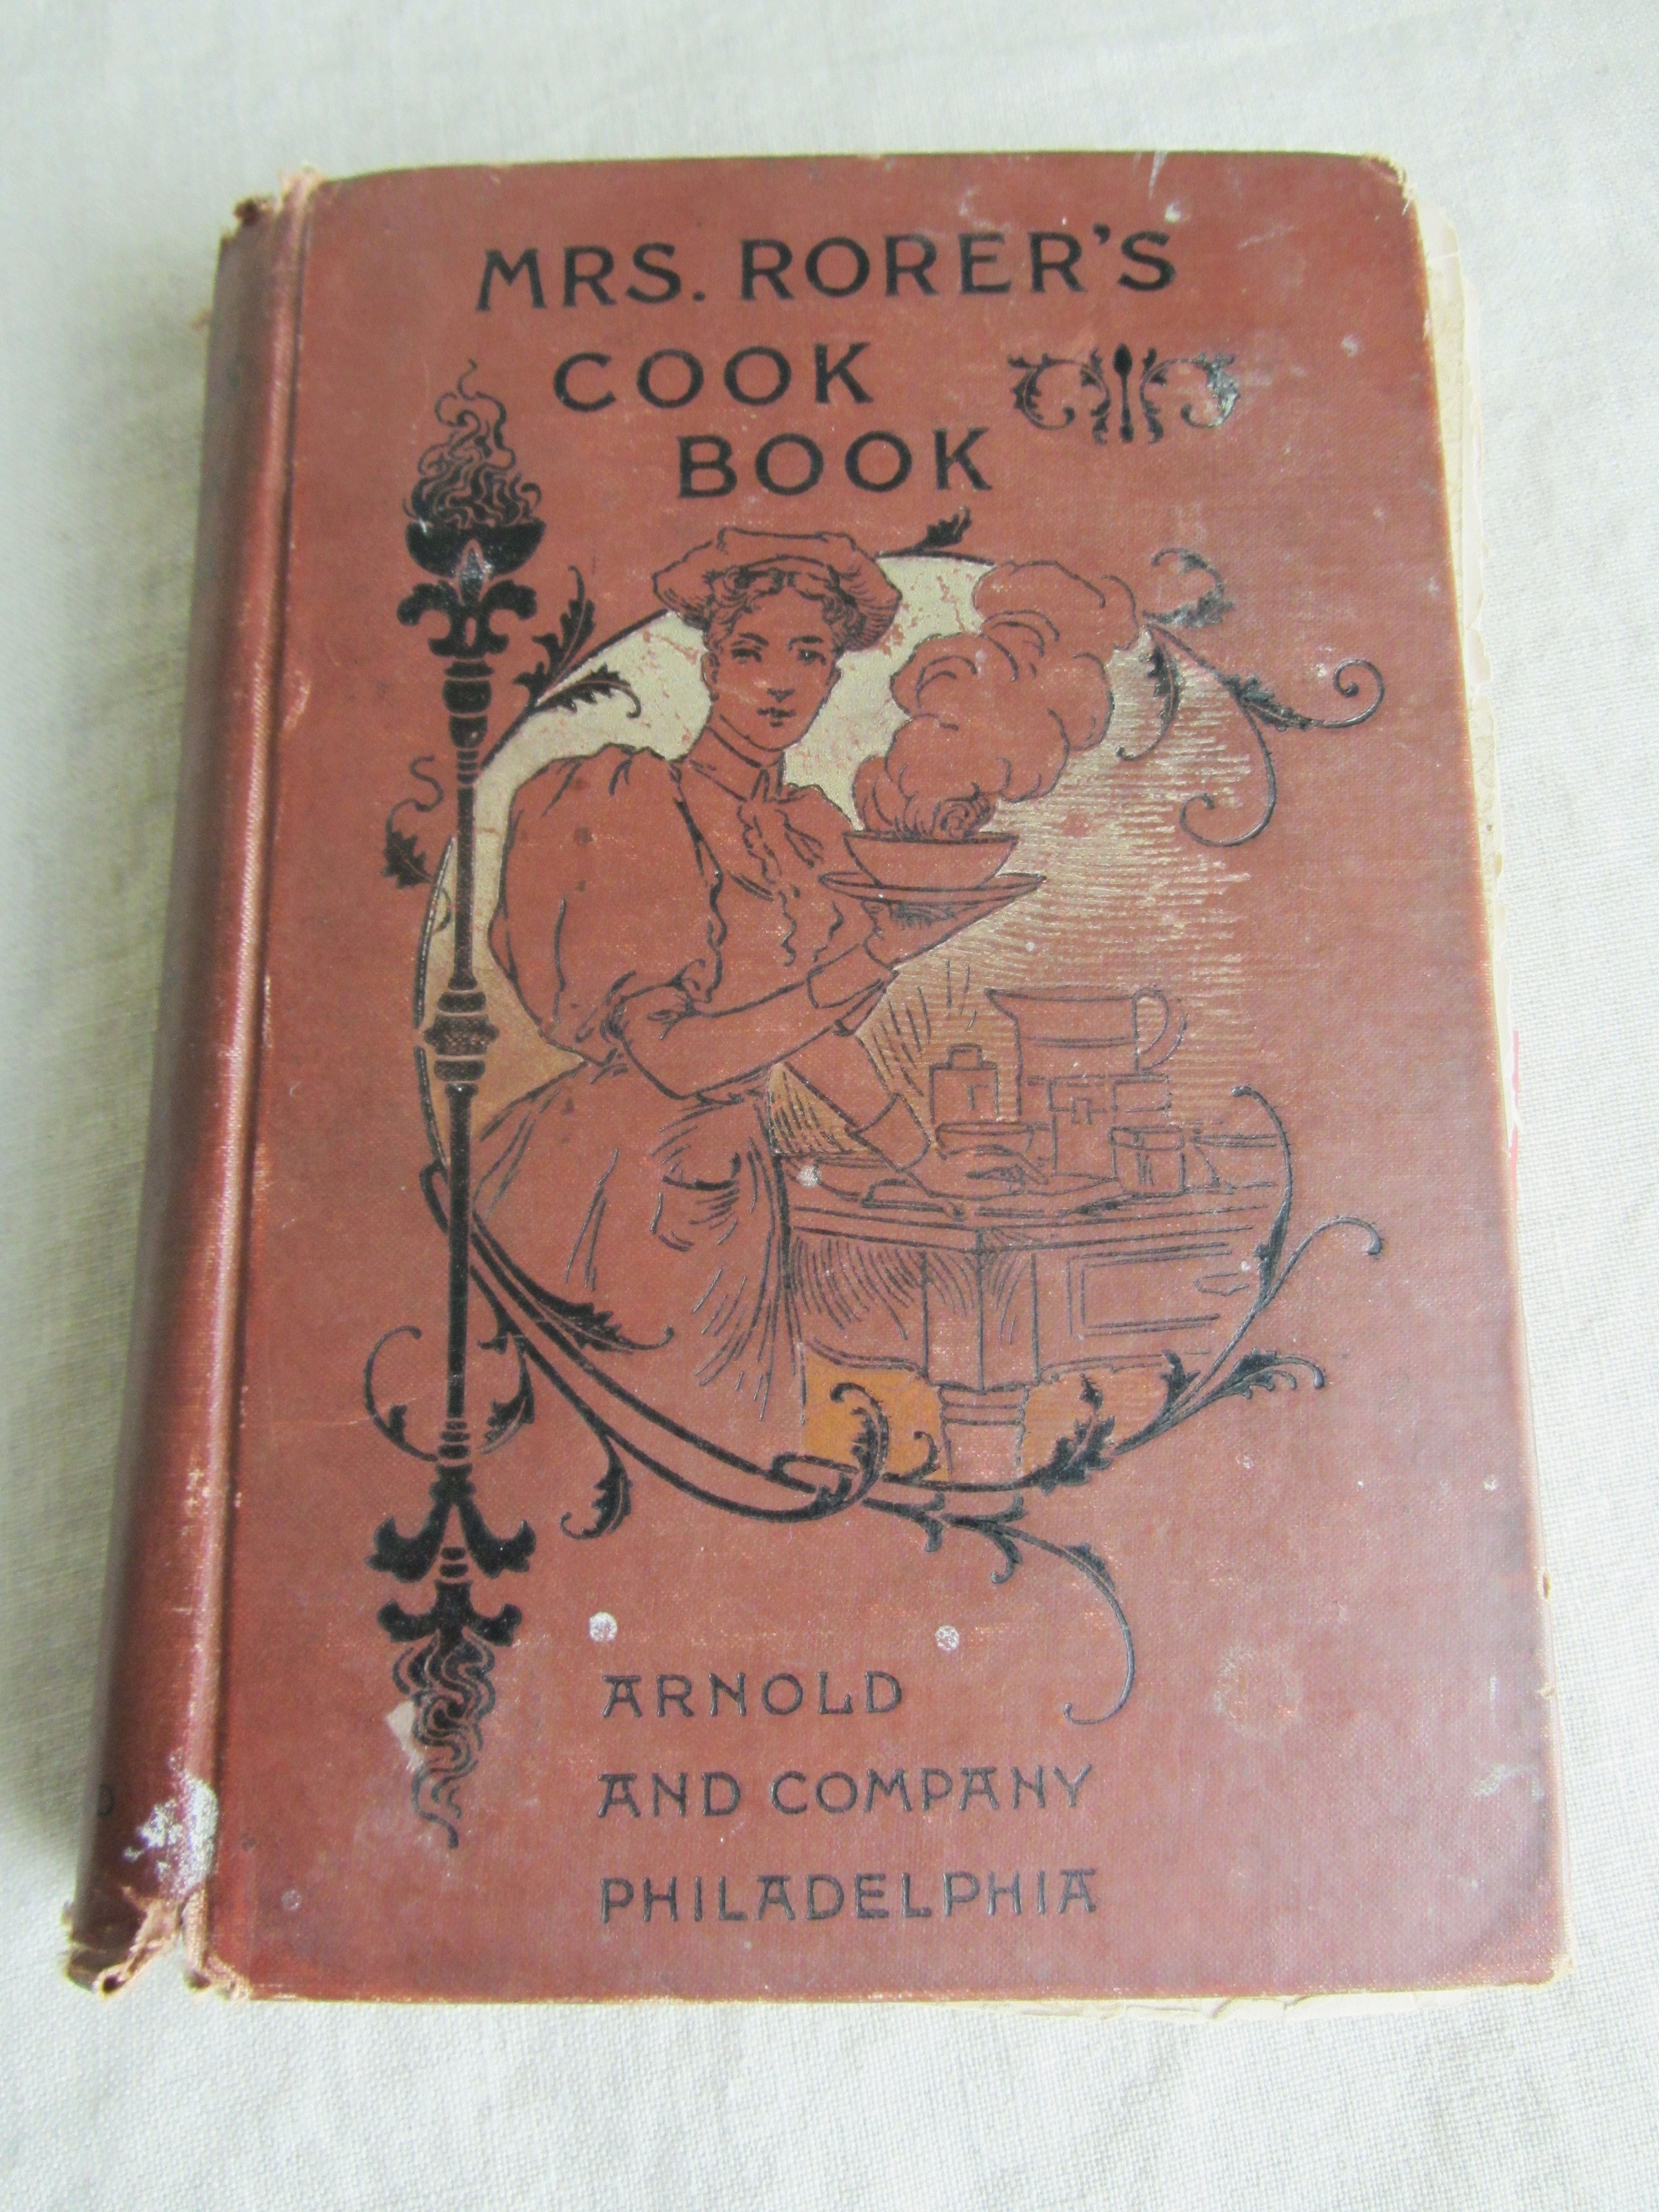 MRS. RORER'S
COOK
BOOK
ARNOLD
AND COMPANY
PHILADELPHIA